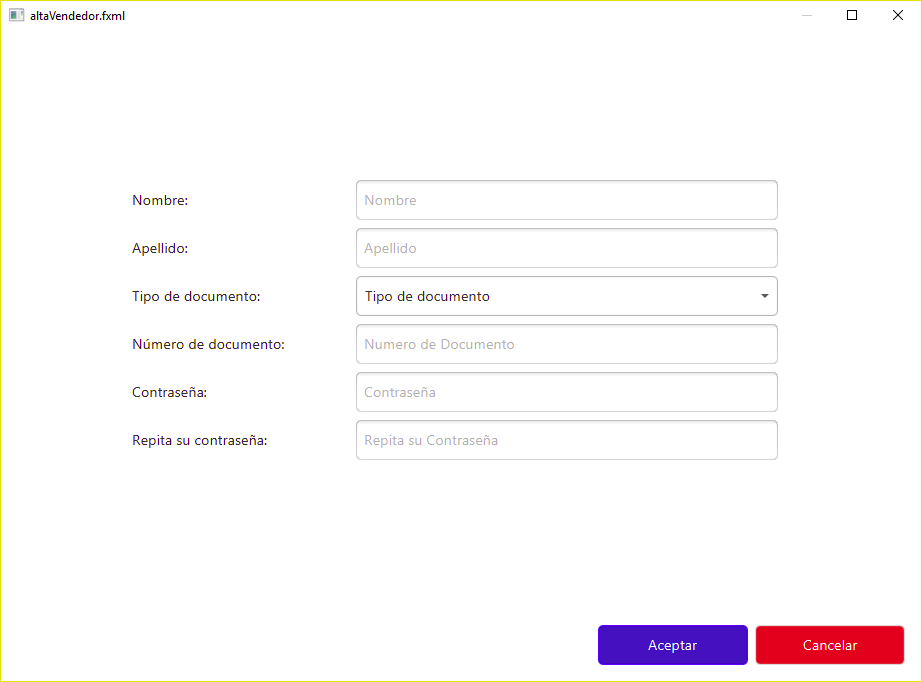 altaVendedor.fxml
Nombre: Nombre
Apellido: Apellido
Tipo de documento: Tipo de documento
Número de documento: Numero de Documento
Contraseña: Contraseña
Repita su contraseña: Repita su Contraseña
Aceptar Cancelar